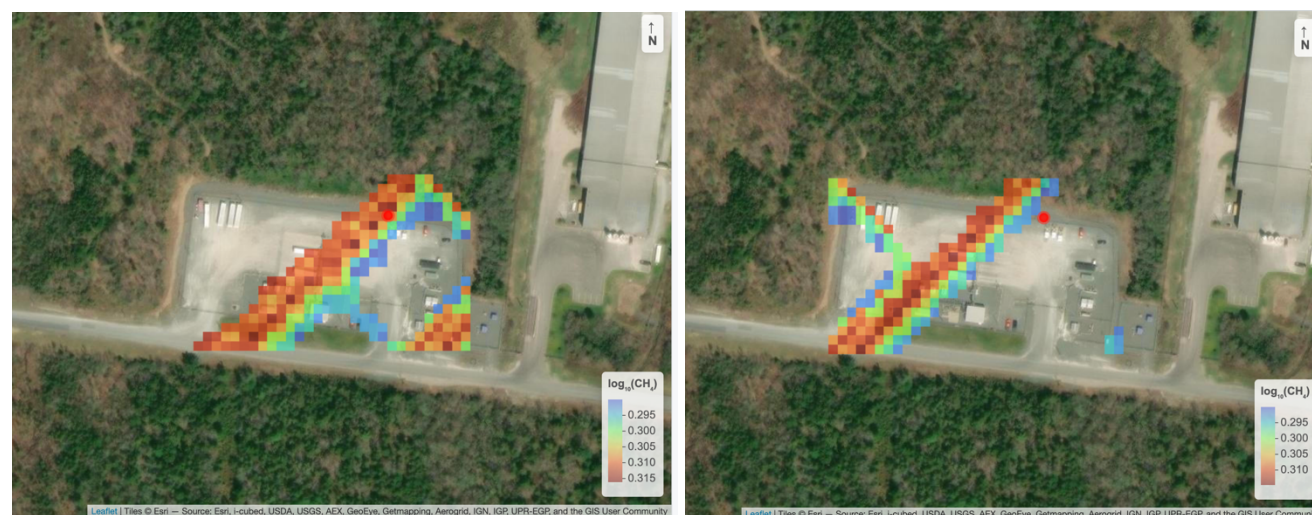 ↑
N
log₁₀(CH₄)
0.295
0.300
0.305
0.310
0.315
Leaflet | Tiles © Esri — Source: Esri, i-cubed, USDA, USGS, AEX, GeoEye, Getmapping, Aerogrid, IGN, IGP, UPR-EGP, and the GIS User Community
↑
N
log₁₀(CH₄)
0.295
0.300
0.305
0.310
Leaflet | Tiles © Esri — Source: Esri, i-cubed, USDA, USGS, AEX, GeoEye, Getmapping, Aerogrid, IGN, IGP, UPR-EGP, and the GIS User